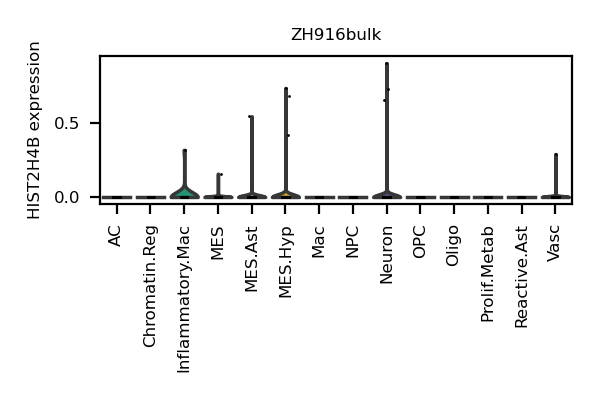 ZH916bulk
HIST2H4B expression
0.5
0.0
AC
Chromatin.Reg
Inflammatory.Mac
MES
MES.Ast
MES.Hyp
Mac
NPC
Neuron
OPC
Oligo
Prolif.Metab
Reactive.Ast
Vasc